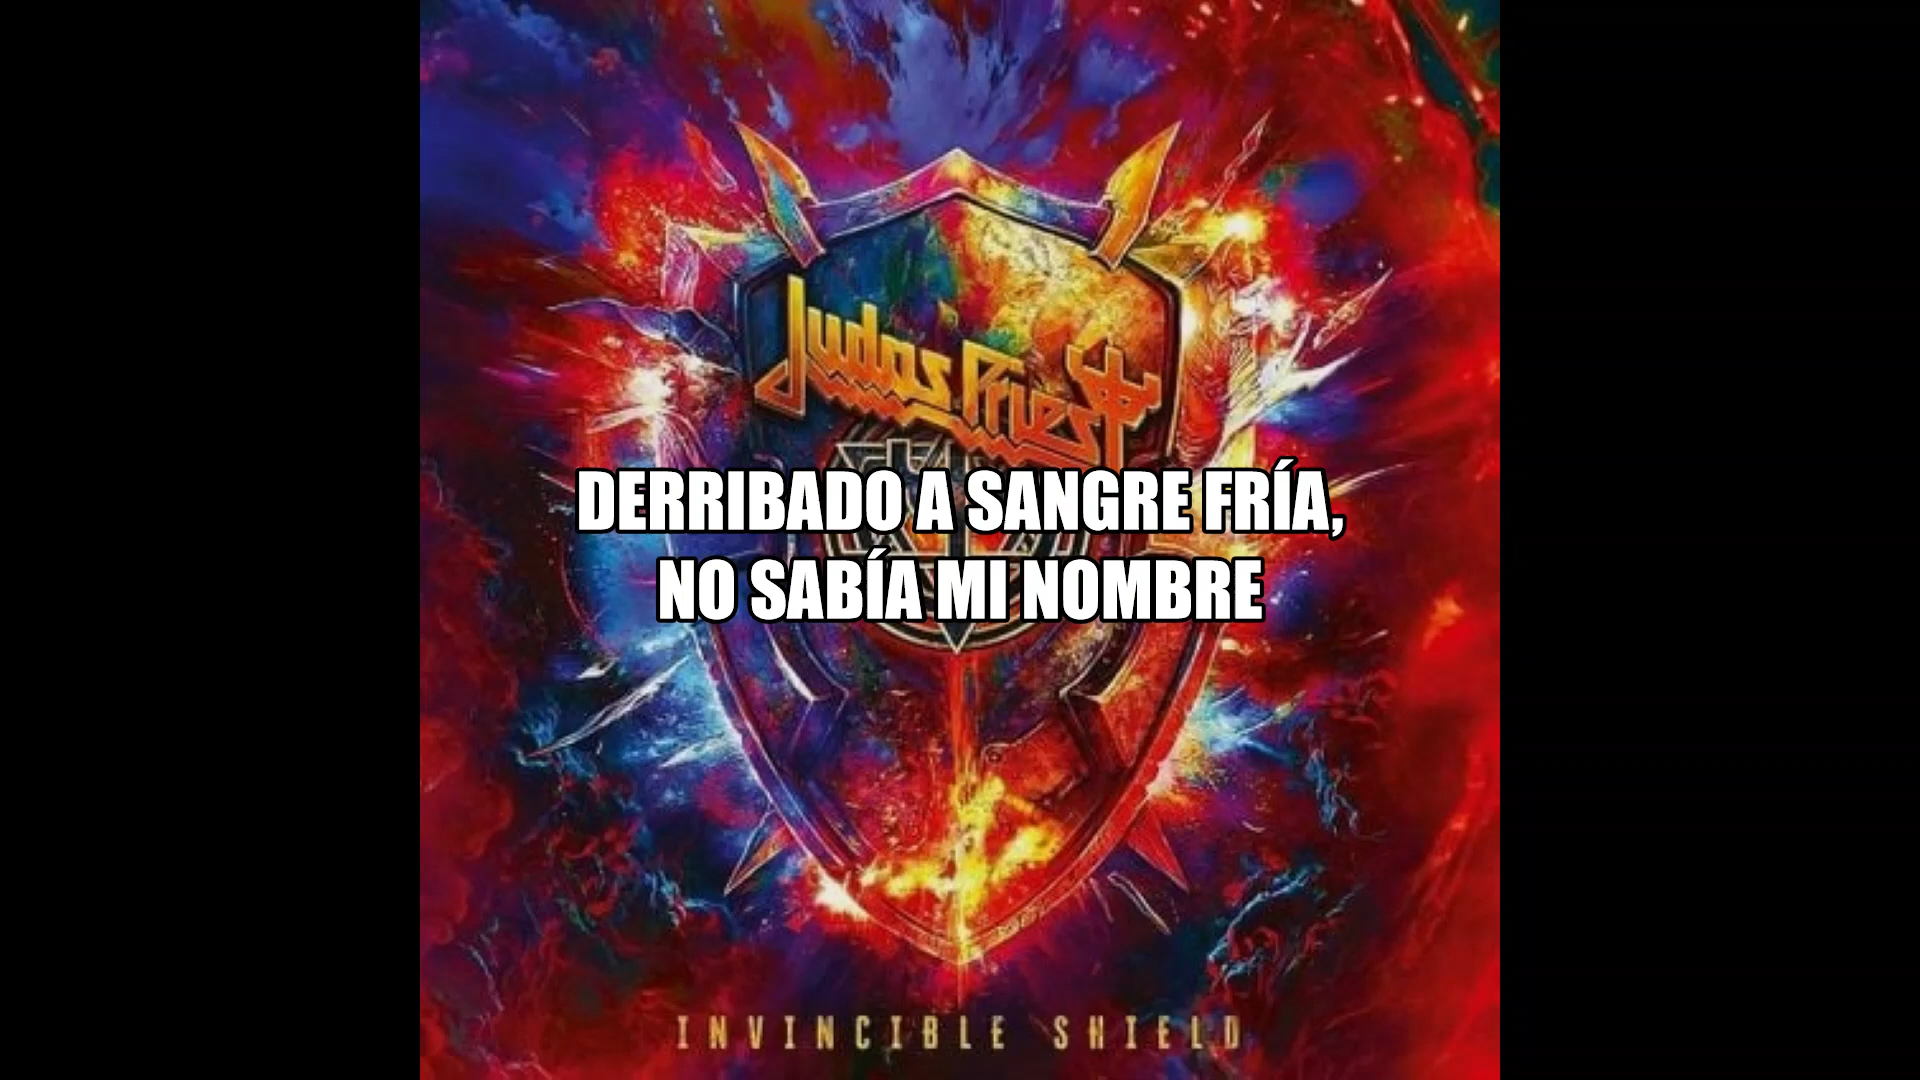 Judas Priest
DERRIBADO A SANGRE FRÍA,
NO SABÍA MI NOMBRE
INVINCIBLE SHIELD